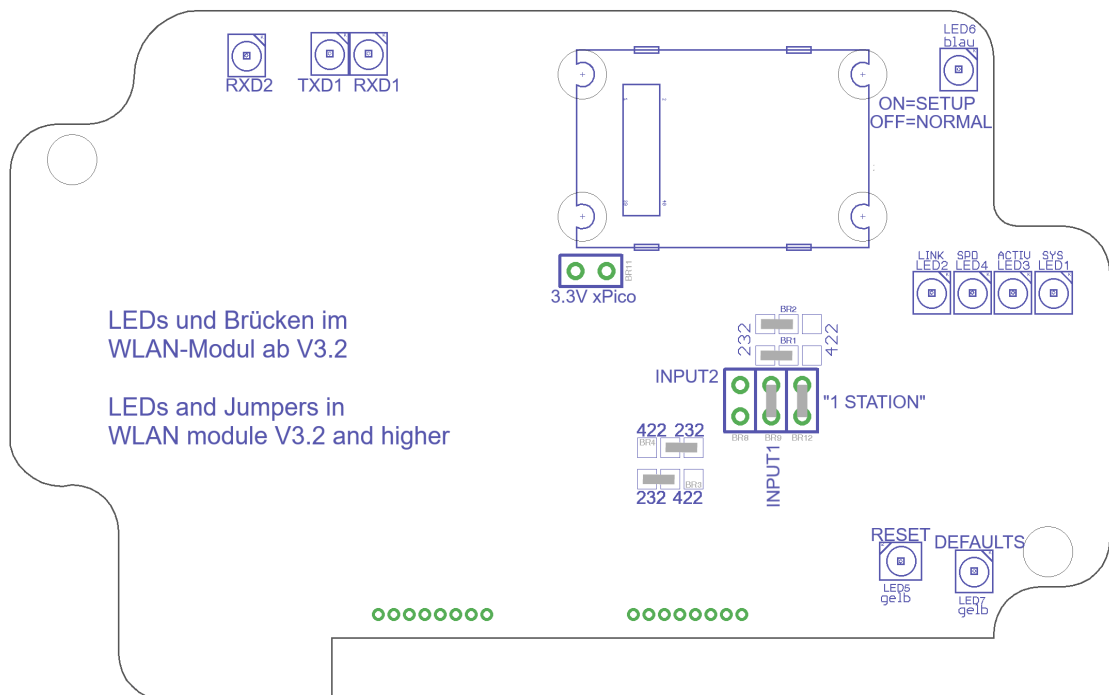 LED6
blau
RXD2
TXD1
RXD1
ON=SETUP
OFF=NORMAL
LINK
LED2
SPD
LED4
ACTIU
LED3
SYS
LED1
BR11
3.3V xPico
LEDs und Brücken im
WLAN-Modul ab V3.2
232
BR2
BR1
422
INPUT2
"1 STATION"
LEDs and Jumpers in
WLAN module V3.2 and higher
BR8
BR9
BR12
INPUT1
422
232
BR4
BR3
232
422
RESET
LED5
gelb
DEFAULTS
LED7
gelb